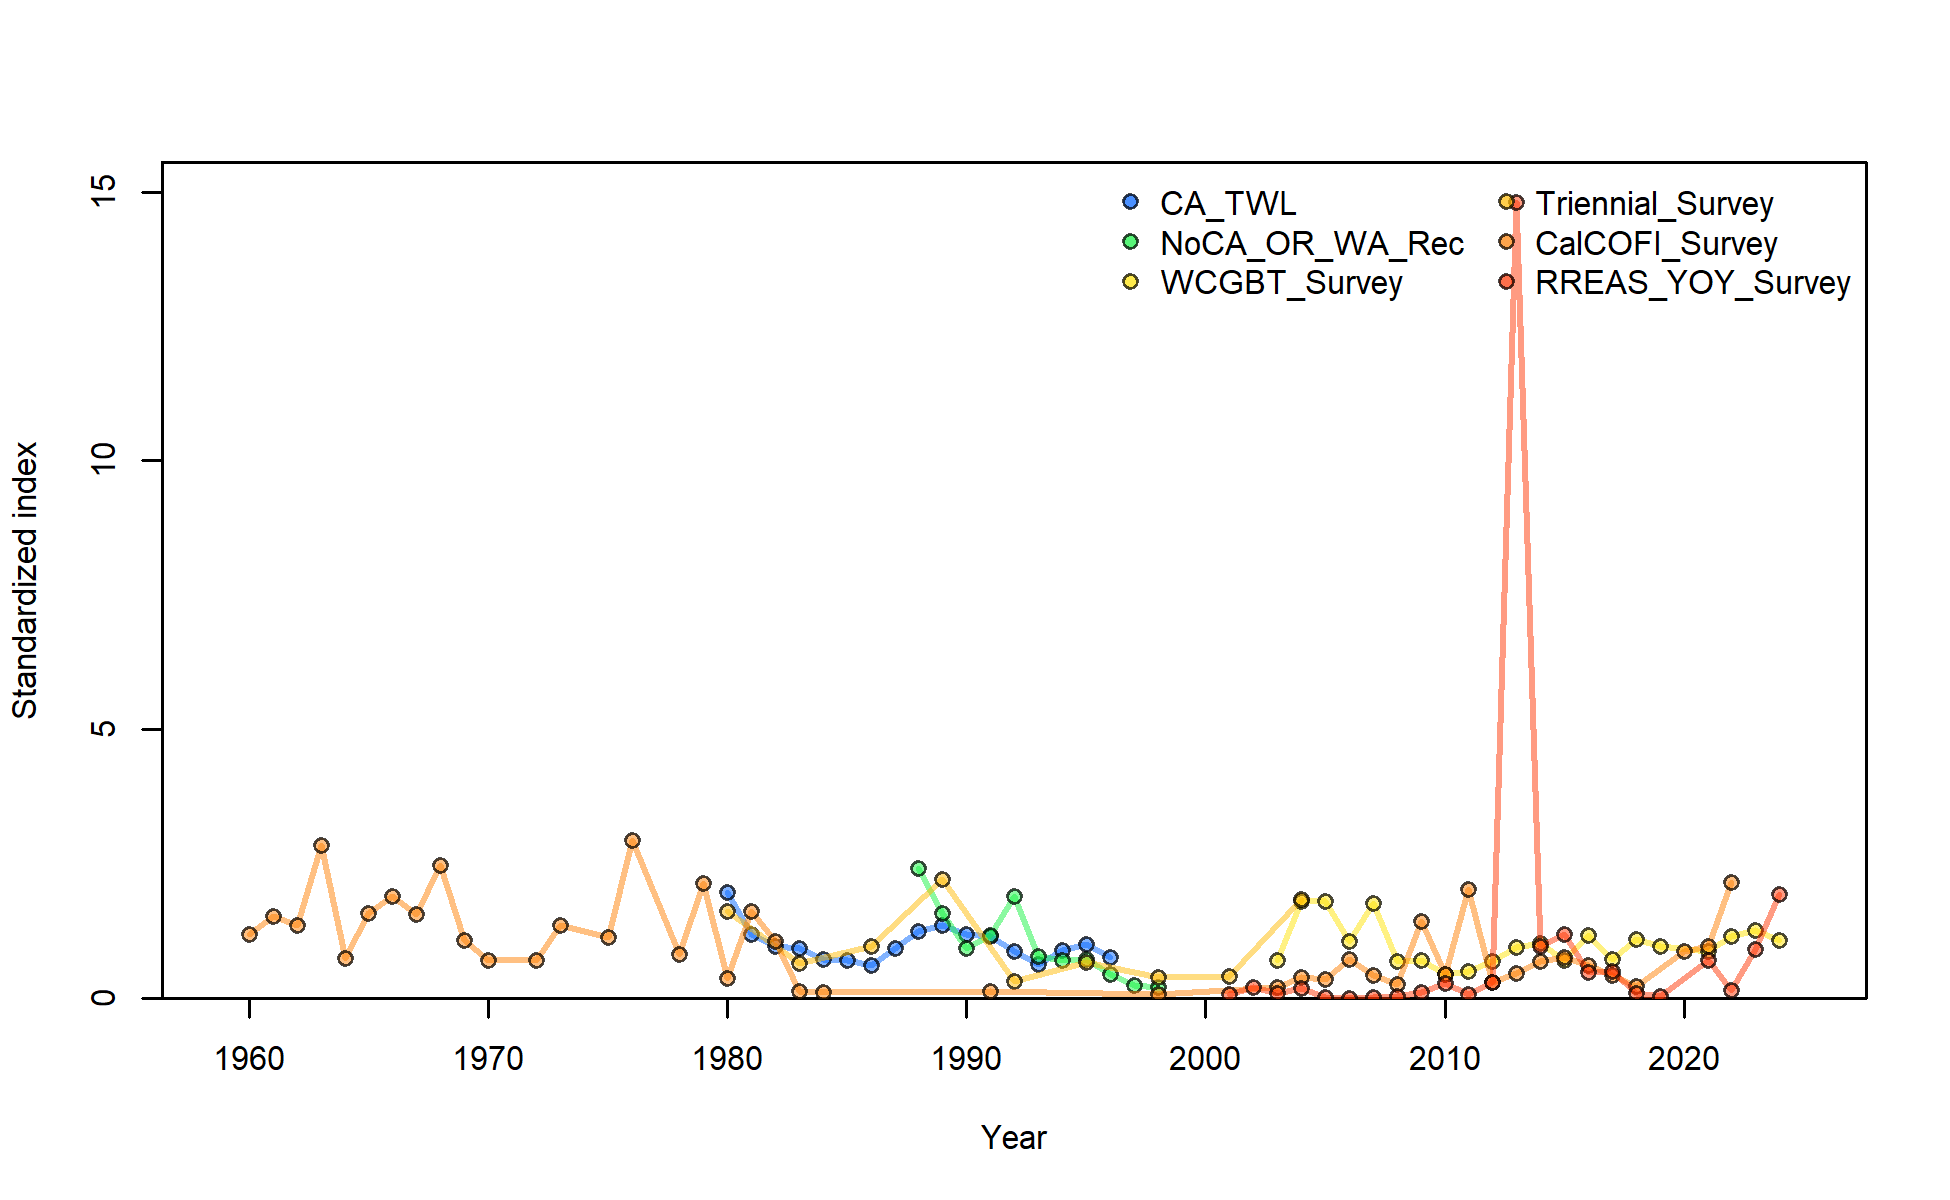 CA_TWL
NoCA_OR_WA_Rec
WCGBT_Survey
Triennial_Survey
CalCOFI_Survey
RREAS_YOY_Survey
15
10
5
0
Standardized index
1960 1970 1980 1990 2000 2010 2020
Year